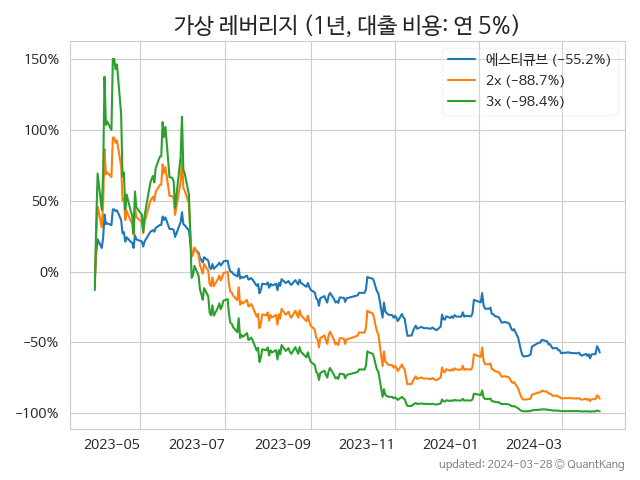 가상 레버리지 (1년, 대출 비용: 연 5%)
에스티큐브 (−55.2%)
2x (−88.7%)
3x (−98.4%)
150%
100%
50%
0%
−50%
−100%
2023-05 2023-07 2023-09 2023-11 2024-01 2024-03
updated: 2024-03-28 © QuantKang